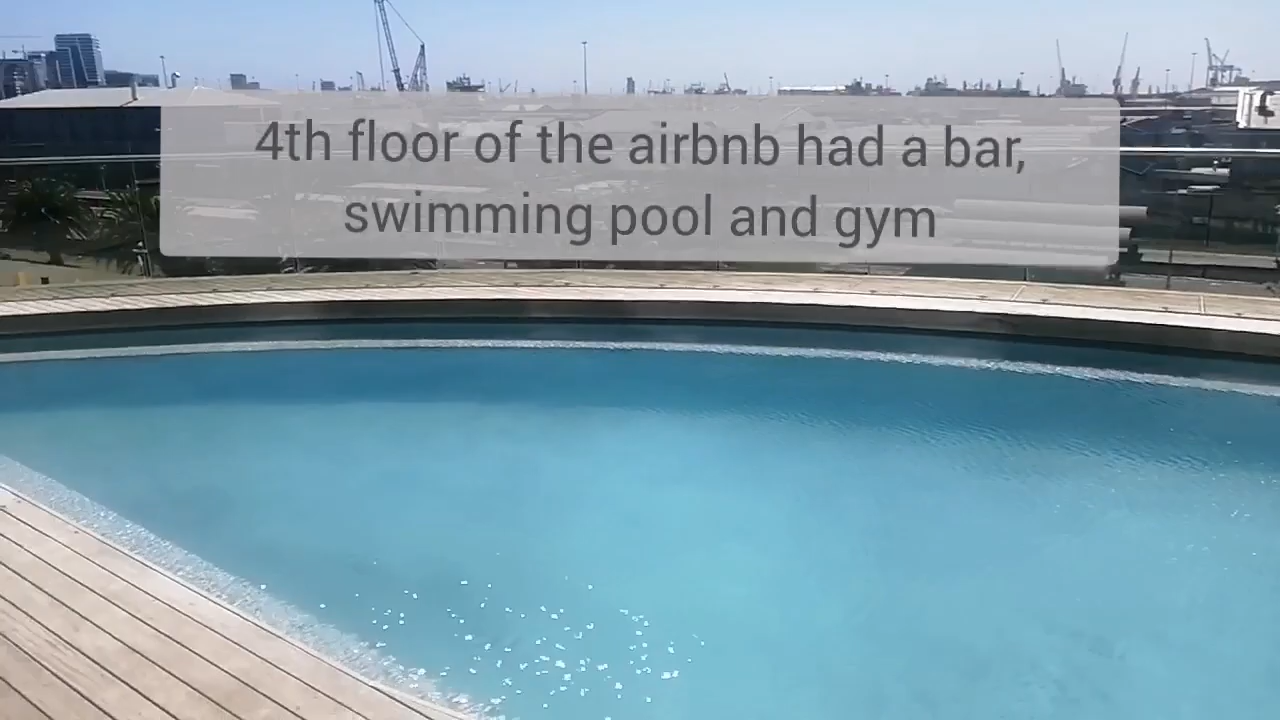 4th floor of the airbnb had a bar,
swimming pool and gym